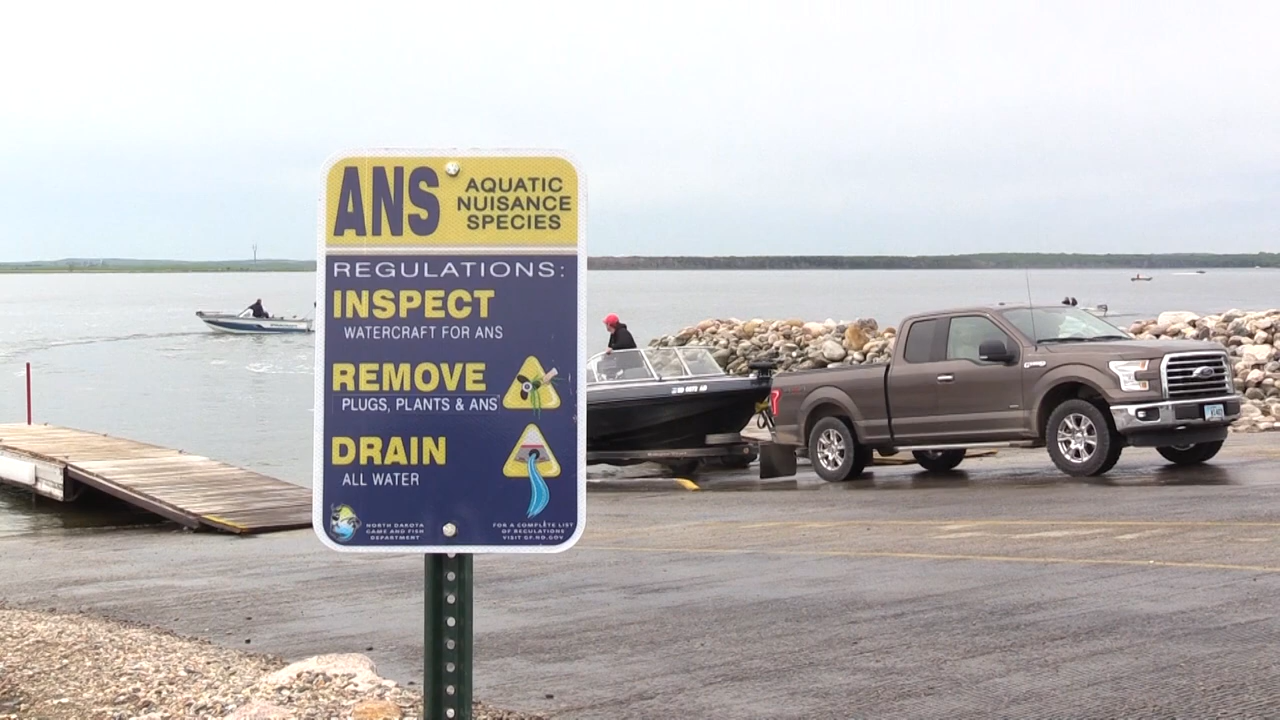 ANS
AQUATIC
NUISANCE
SPECIES
REGULATIONS:
INSPECT
WATERCRAFT FOR ANS
REMOVE
PLUGS, PLANTS & ANS
DRAIN
ALL WATER
NORTH DAKOTA
GAME AND FISH
DEPARTMENT
FOR A COMPLETE LIST
OF REGULATIONS
VISIT GF.ND.GOV
Ford